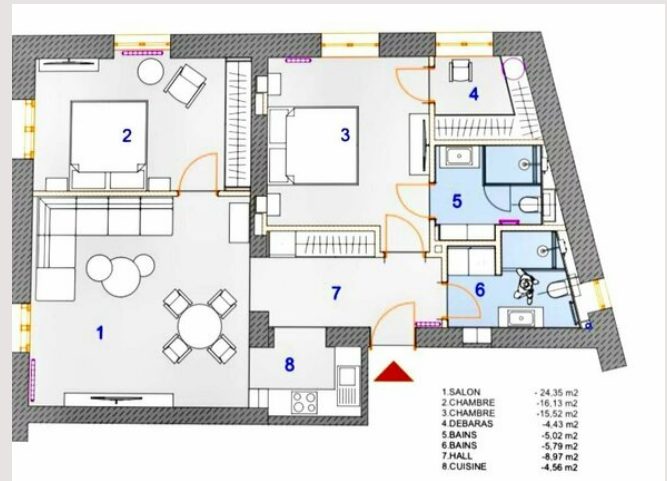 2
3
4
5
6
7
1
8
1.SALON - 24,35 m2
2.CHAMBRE -16,13 m2
3.CHAMBRE -15,52 m2
4.DEBARAS -4,43 m2
5.BAINS -5,02 m2
6.BAINS -5,79 m2
7.HALL -8,97 m2
8.CUISINE -4,56 m2